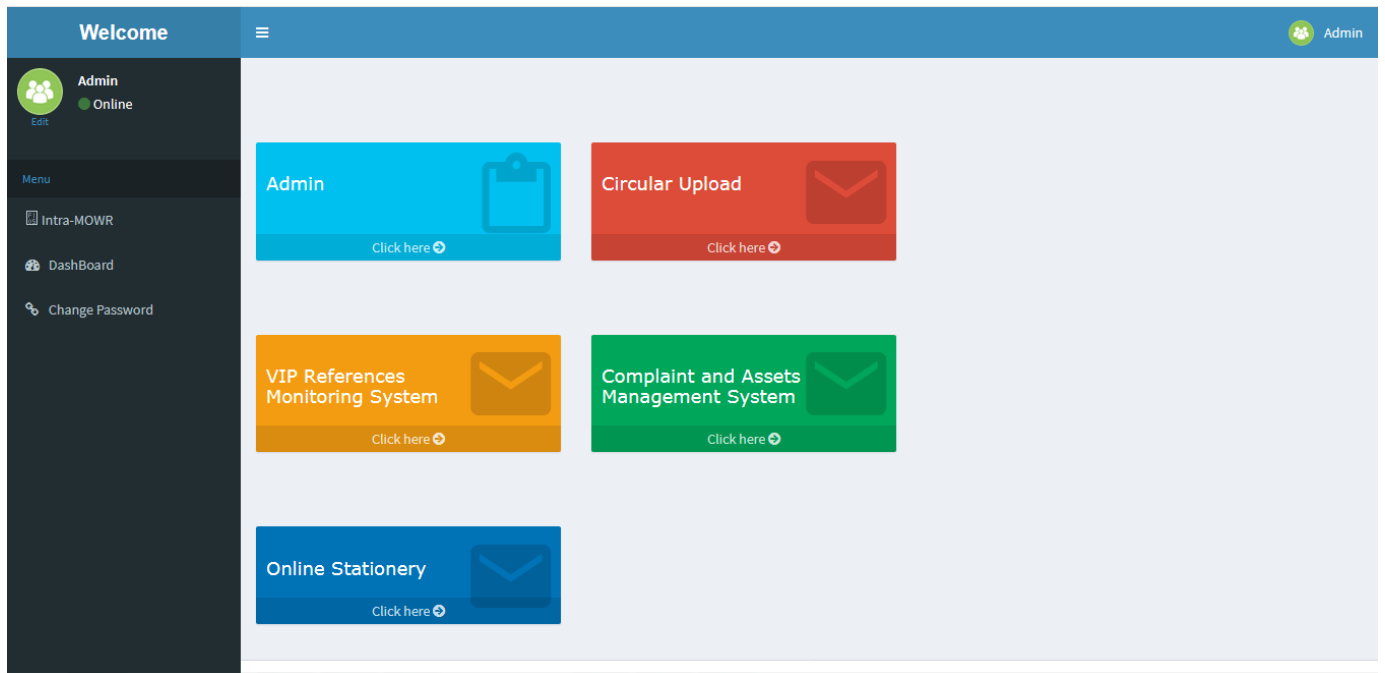 Welcome
Admin
Admin
Online
Edit
Menu
Intra-MOWR
DashBoard
Change Password
Admin
Click here
Circular Upload
Click here
VIP References
Monitoring System
Click here
Complaint and Assets
Management System
Click here
Online Stationery
Click here